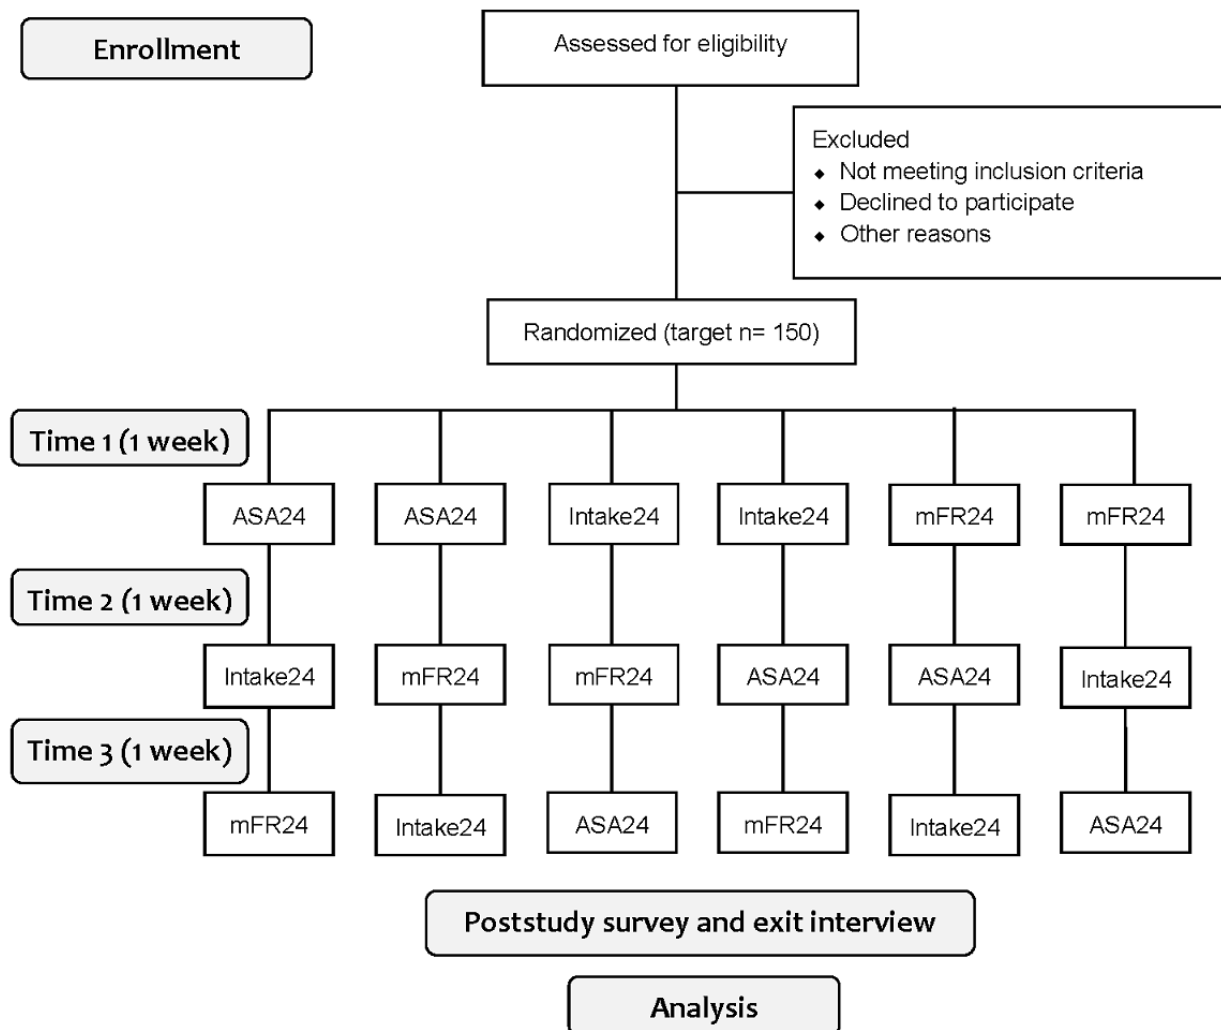 Enrollment
Assessed for eligibility
Excluded
◆ Not meeting inclusion criteria
◆ Declined to participate
◆ Other reasons
Randomized (target n= 150)
Time 1 (1 week)
ASA24 ASA24 Intake24 Intake24 mFR24 mFR24
Time 2 (1 week)
Intake24 mFR24 mFR24 ASA24 ASA24 Intake24
Time 3 (1 week)
mFR24 Intake24 ASA24 mFR24 Intake24 ASA24
Poststudy survey and exit interview
Analysis